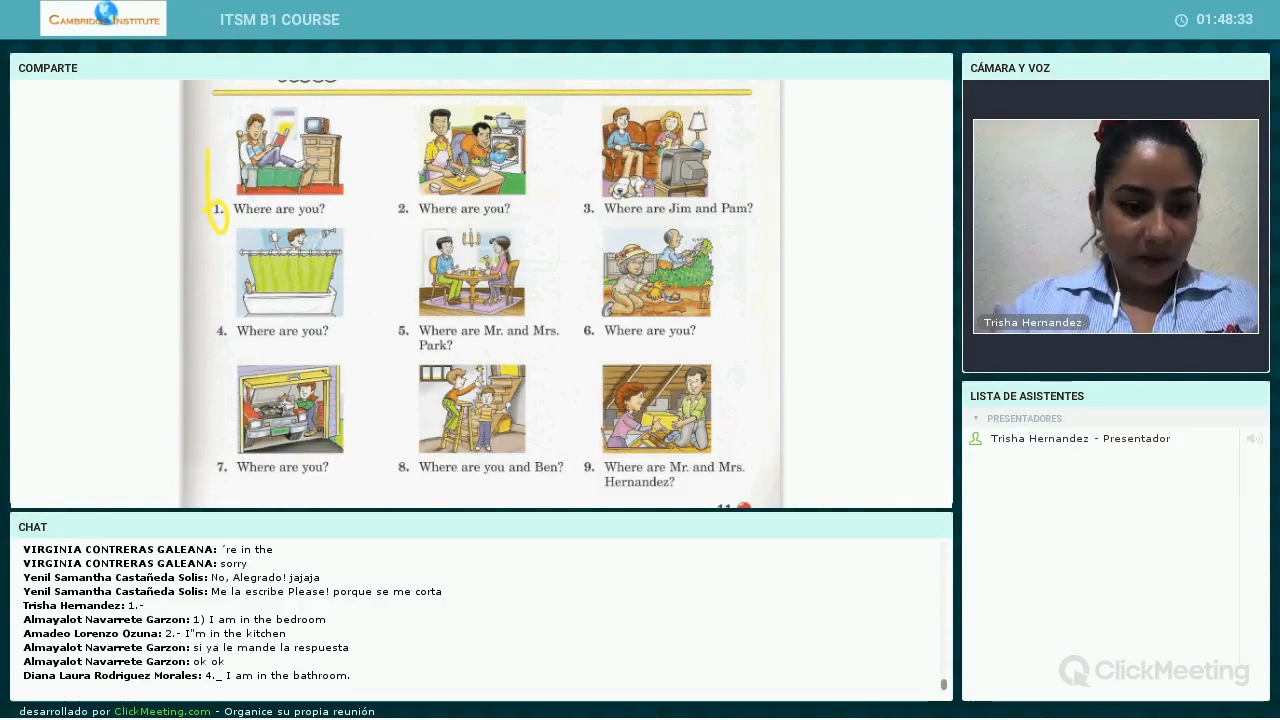 CAMBRIDGE INSTITUTE
ITSM B1 COURSE
01:48:33
COMPARTE
1. Where are you?
2. Where are you?
3. Where are Jim and Pam?
4. Where are you?
5. Where are Mr. and Mrs.
Park?
6. Where are you?
7. Where are you?
8. Where are you and Ben?
9. Where are Mr. and Mrs.
Hernandez?
CÁMARA Y VOZ
Trisha Hernandez
LISTA DE ASISTENTES
PRESENTADORES
Trisha Hernandez - Presentador
CHAT
VIRGINIA CONTRERAS GALEANA: ´re in the
VIRGINIA CONTRERAS GALEANA: sorry
Yenil Samantha Castañeda Solis: No, Alegrado! jajaja
Yenil Samantha Castañeda Solis: Me la escribe Please! porque se me corta
Trisha Hernandez: 1.-
Almayalot Navarrete Garzon: 1) I am in the bedroom
Amadeo Lorenzo Ozuna: 2.- I"m in the kitchen
Almayalot Navarrete Garzon: si ya le mande la respuesta
Almayalot Navarrete Garzon: ok ok
Diana Laura Rodriguez Morales: 4._ I am in the bathroom.
ClickMeeting
desarrollado por ClickMeeting.com - Organice su propia reunión